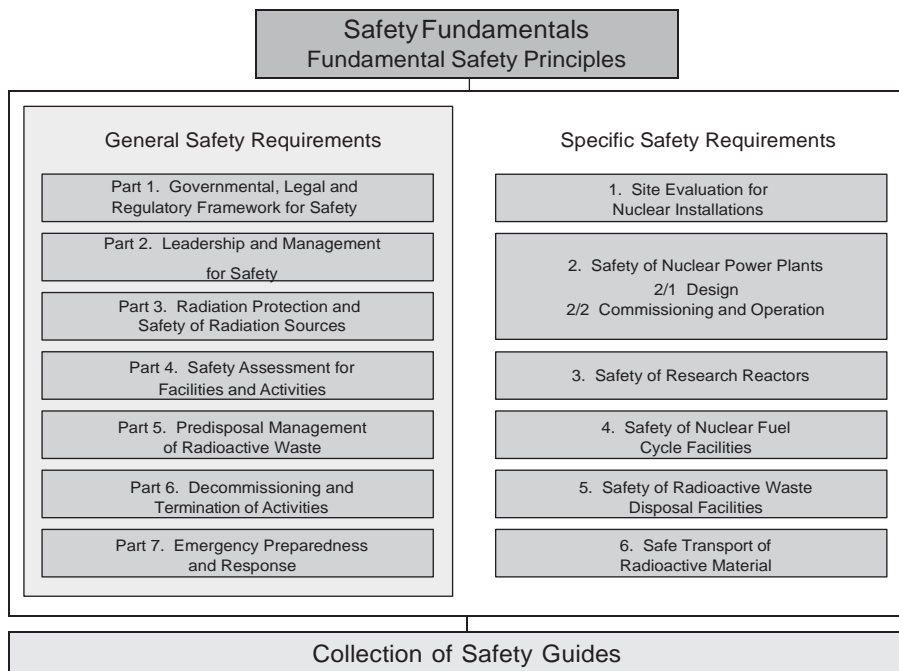 Safety Fundamentals
Fundamental Safety Principles
General Safety Requirements
Part 1. Governmental, Legal and
Regulatory Framework for Safety
Part 2. Leadership and Management
for Safety
Part 3. Radiation Protection and
Safety of Radiation Sources
Part 4. Safety Assessment for
Facilities and Activities
Part 5. Predisposal Management
of Radioactive Waste
Part 6. Decommissioning and
Termination of Activities
Part 7. Emergency Preparedness
and Response
Specific Safety Requirements
1. Site Evaluation for
Nuclear Installations
2. Safety of Nuclear Power Plants
2/1 Design
2/2 Commissioning and Operation
3. Safety of Research Reactors
4. Safety of Nuclear Fuel
Cycle Facilities
5. Safety of Radioactive Waste
Disposal Facilities
6. Safe Transport of
Radioactive Material
Collection of Safety Guides